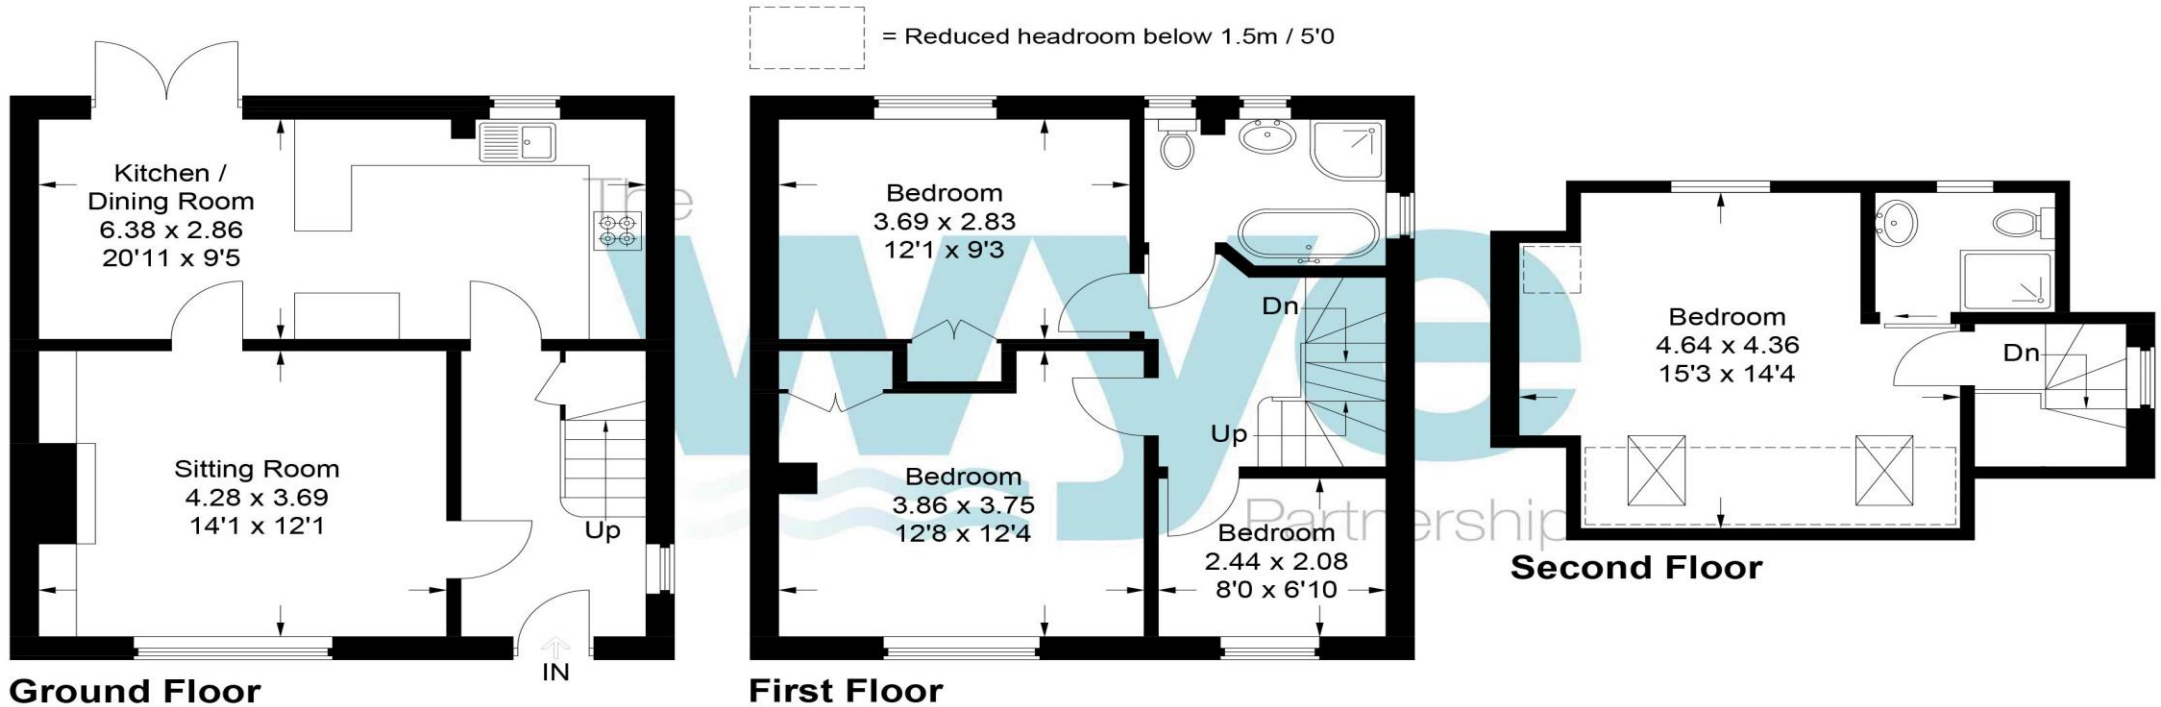 = Reduced headroom below 1.5m / 5'0
Kitchen /
Dining Room
6.38 x 2.86
20'11 x 9'5
Sitting Room
4.28 x 3.69
14'1 x 12'1
Up
IN
Ground Floor
The
wye
Partnership
Bedroom
3.69 x 2.83
12'1 x 9'3
Dn
Up
Bedroom
3.86 x 3.75
12'8 x 12'4
Bedroom
2.44 x 2.08
8'0 x 6'10
First Floor
Bedroom
4.64 x 4.36
15'3 x 14'4
Dn
Second Floor